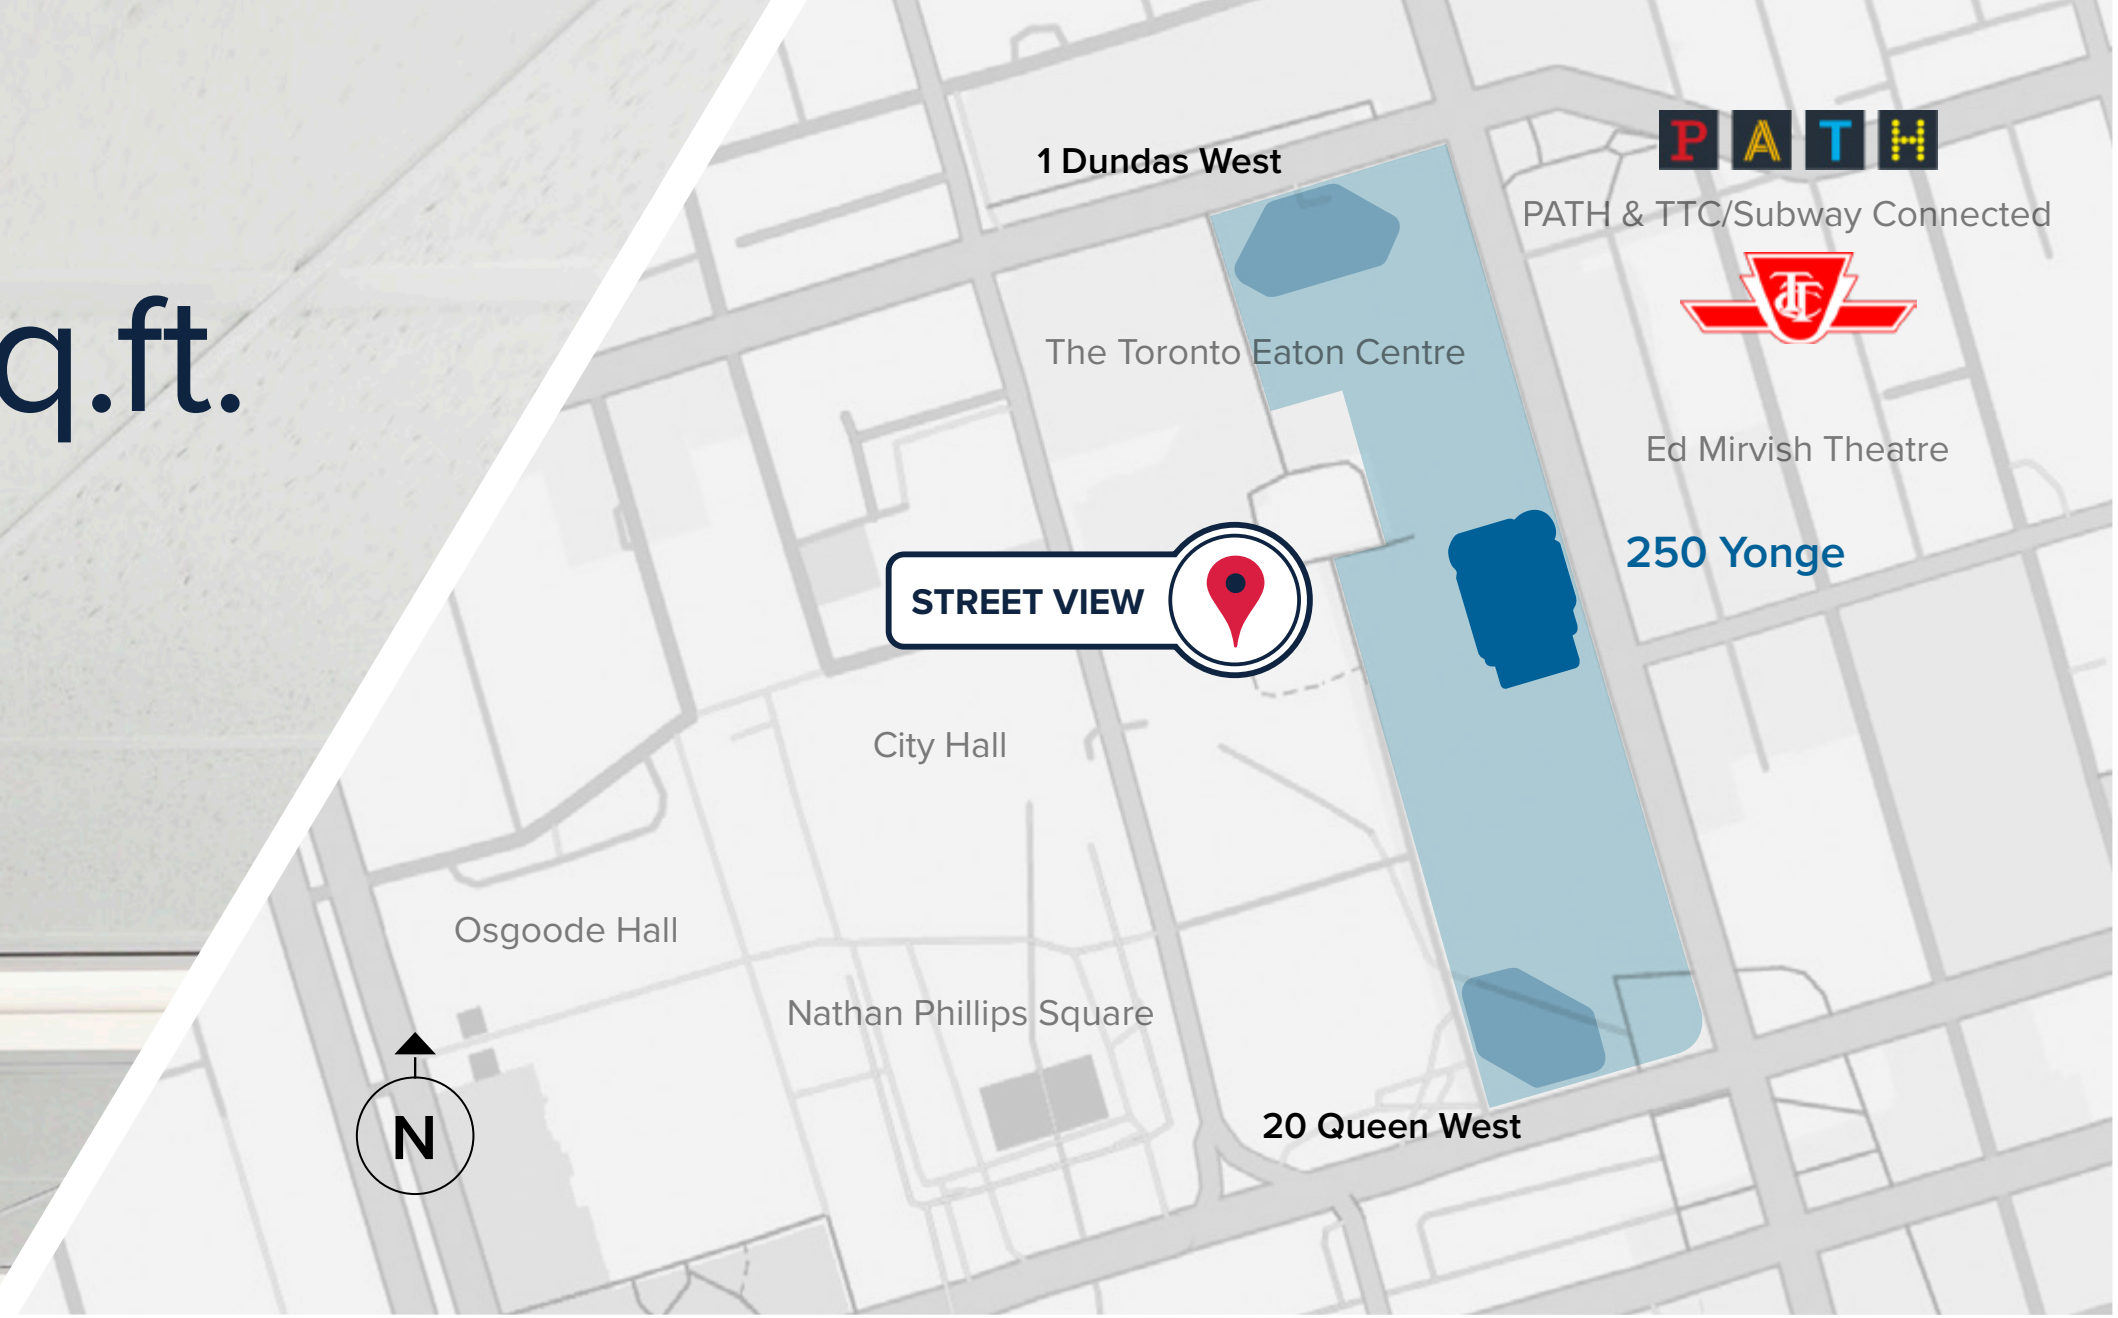 q.ft.
1 Dundas West
PATH
PATH & TTC/Subway Connected
TTC
The Toronto Eaton Centre
Ed Mirvish Theatre
250 Yonge
STREET VIEW
City Hall
Osgoode Hall
Nathan Phillips Square
20 Queen West
N